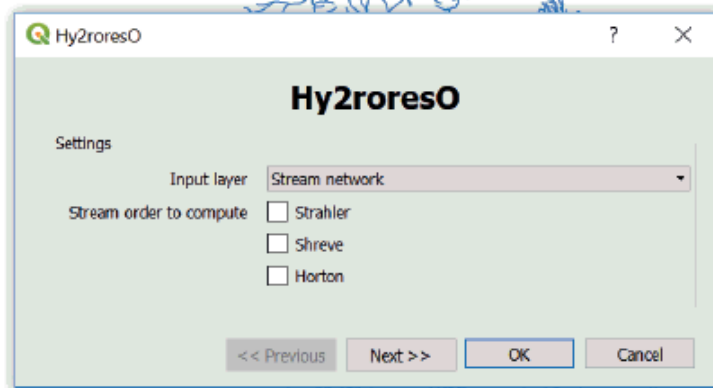 Hy2roresO
?
Hy2roresO
Settings
Input layer Stream network
Stream order to compute Strahler
Shreve
Horton
<< Previous Next >> OK Cancel